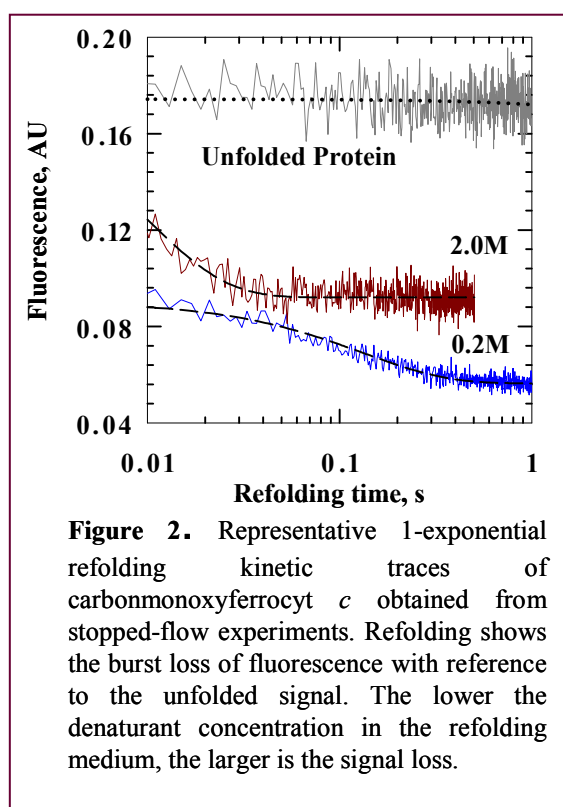 0.20
0.16
0.12
0.08
0.04
Fluorescence, AU
Unfolded Protein
2.0M
0.2M
0.01
0.1
1
Refolding time, s
Figure 2. Representative 1-exponential
refolding kinetic traces of
carbonmonoxyferrocyt c obtained from
stopped-flow experiments. Refolding shows
the burst loss of fluorescence with reference
to the unfolded signal. The lower the
denaturant concentration in the refolding
medium, the larger is the signal loss.